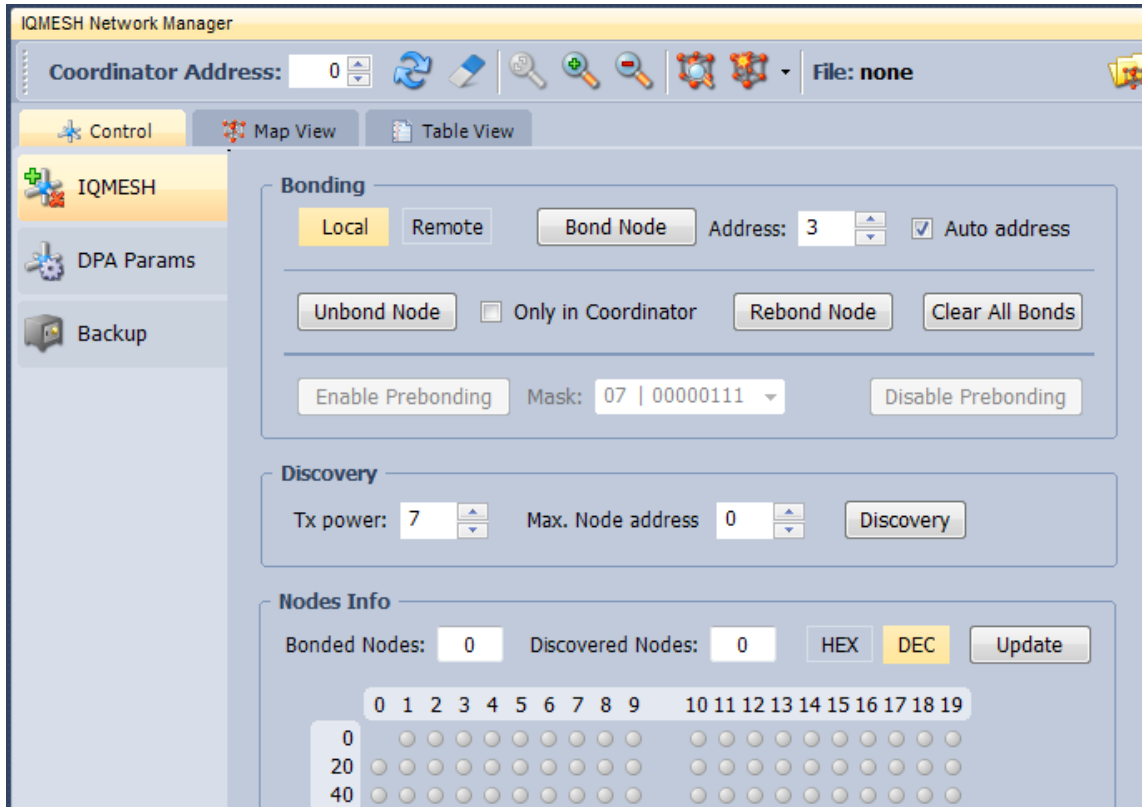 IQMESH Network Manager
Coordinator Address: 0 File: none
Control Map View Table View
IQMESH
DPA Params
Backup
Bonding
Local Remote Bond Node Address: 3 Auto address
Unbond Node Only in Coordinator Rebond Node Clear All Bonds
Enable Prebonding Mask: 07 | 00000111 Disable Prebonding
Discovery
Tx power: 7 Max. Node address 0 Discovery
Nodes Info
Bonded Nodes: 0 Discovered Nodes: 0 HEX DEC Update
0 1 2 3 4 5 6 7 8 9 10 11 12 13 14 15 16 17 18 19
0
20
40